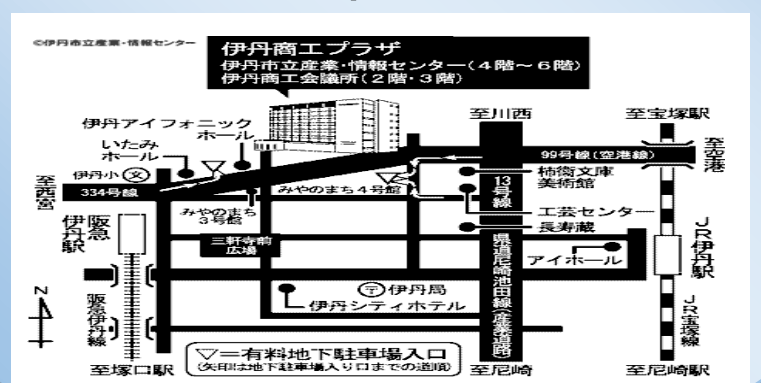 ©伊丹市立産業・情報センター
伊丹商工プラザ
伊丹市立産業・情報センター(4階～6階)
伊丹商工会議所(2階・3階)
伊丹アイフォニック
ホール
いたみ
ホール
伊丹小
文
至西宮
334号線
みやのまち
3号館
みやのまち4号館
至川西
至宝塚駅
99号線(空港線)
至空港
13号線
柿衞文庫
美術館
工芸センター
長寿蔵
アイホール
JR伊丹駅
阪急
伊丹駅
三軒寺前
広場
県道尼崎池田線(産業道路)
〒伊丹局
伊丹シティホテル
N
阪急伊丹線
JR宝塚線
▽=有料地下駐車場入口
(矢印は地下駐車場入り口までの道順)
至塚口駅
至尼崎
至尼崎駅